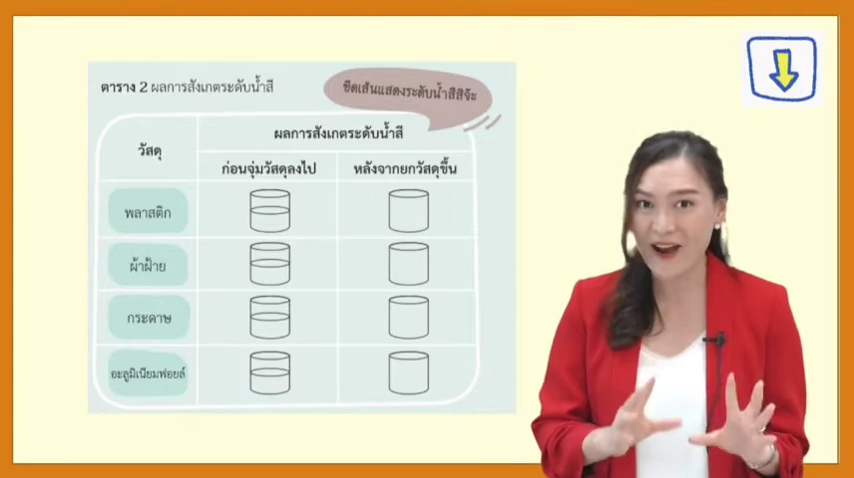 ตาราง 2 ผลการสังเกตระดับน้ำสี
ขีดเส้นแสดงระดับน้ำสีสิจ๊ะ
วัสดุ
ผลการสังเกตระดับน้ำสี
ก่อนจุ่มวัสดุลงไป
หลังจากยกวัสดุขึ้น
พลาสติก
ผ้าฝ้าย
กระดาษ
อะลูมิเนียมฟอยล์